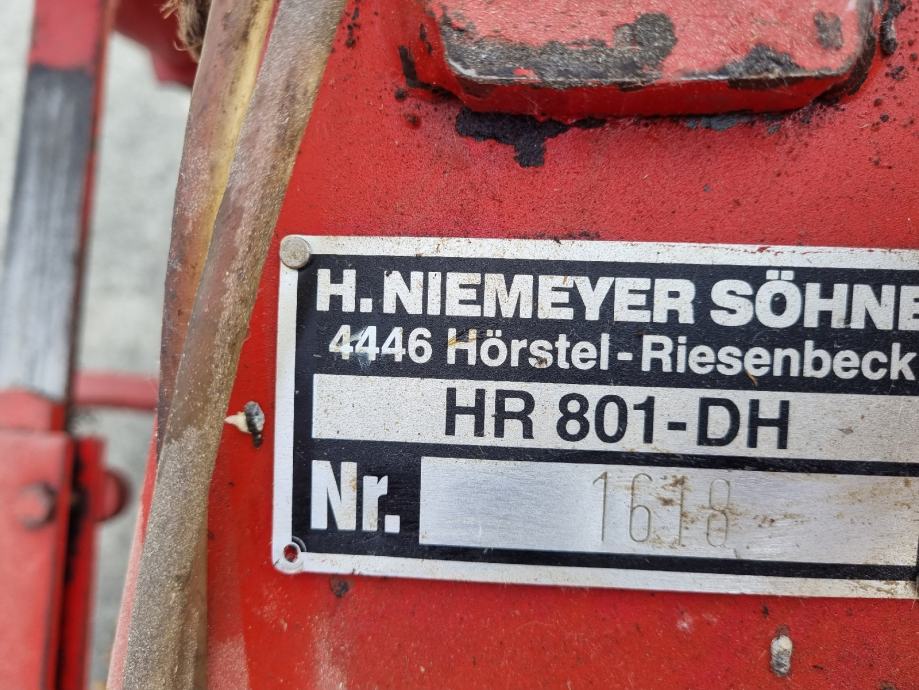 H. NIEMEYER SÖHNE
4446 Hörstel-Riesenbeck
HR 801-DH
Nr. 1618